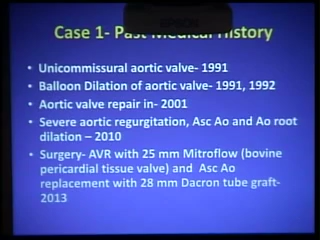 Case 1- Past Medical History
• Unicommissural aortic valve- 1991
• Balloon Dilation of aortic valve- 1991, 1992
• Aortic valve repair in- 2001
• Severe aortic regurgitation, Asc Ao and Ao root
dilation – 2010
• Surgery- AVR with 25 mm Mitroflow (bovine
pericardial tissue valve) and Asc Ao
replacement with 28 mm Dacron tube graft-
2013